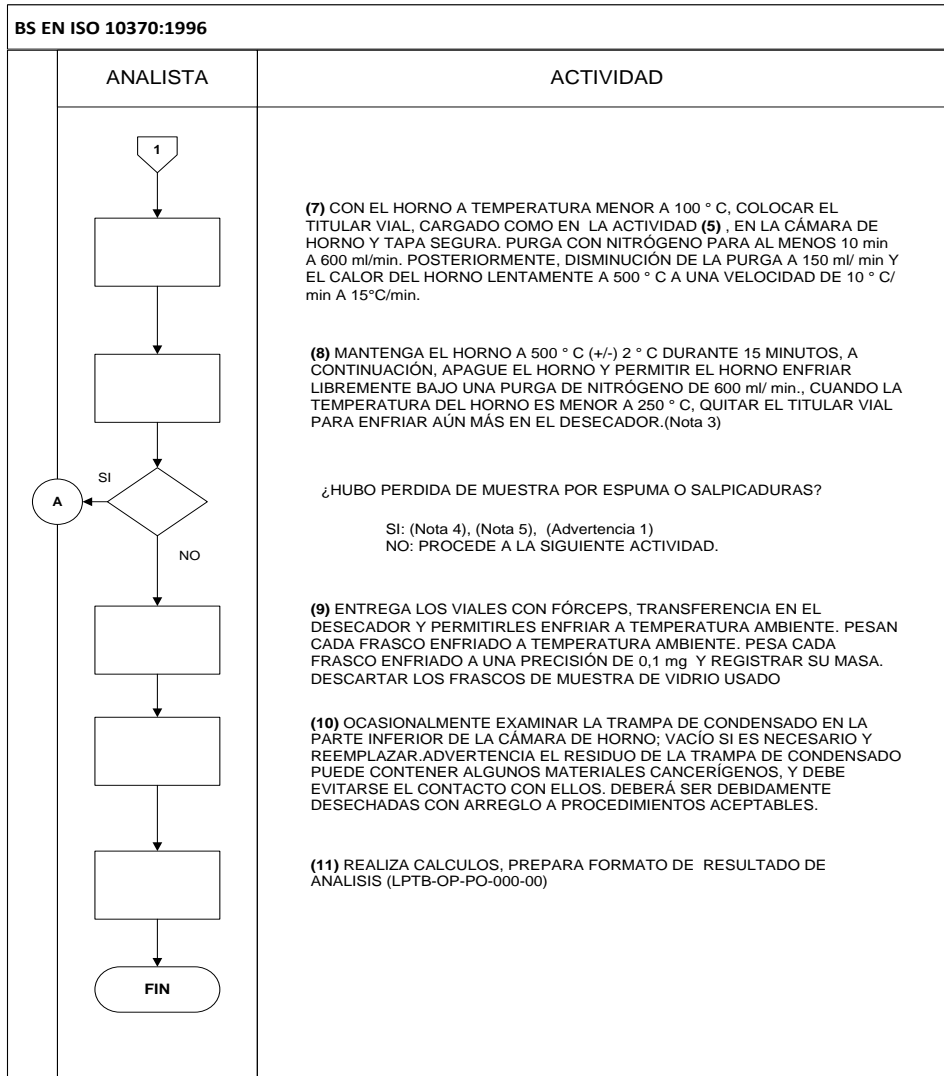 BS EN ISO 10370:1996
ANALISTA
ACTIVIDAD
1
(7) CON EL HORNO A TEMPERATURA MENOR A 100 ° C, COLOCAR EL
TITULAR VIAL, CARGADO COMO EN LA ACTIVIDAD (5) , EN LA CÁMARA DE
HORNO Y TAPA SEGURA. PURGA CON NITRÓGENO PARA AL MENOS 10 min
A 600 ml/min. POSTERIORMENTE, DISMINUCIÓN DE LA PURGA A 150 ml/ min Y
EL CALOR DEL HORNO LENTAMENTE A 500 ° C A UNA VELOCIDAD DE 10 ° C/
min A 15°C/min.
(8) MANTENGA EL HORNO A 500 ° C (+/-) 2 ° C DURANTE 15 MINUTOS, A
CONTINUACIÓN, APAGUE EL HORNO Y PERMITIR EL HORNO ENFRIAR
LIBREMENTE BAJO UNA PURGA DE NITRÓGENO DE 600 ml/ min., CUANDO LA
TEMPERATURA DEL HORNO ES MENOR A 250 ° C, QUITAR EL TITULAR VIAL
PARA ENFRIAR AÚN MÁS EN EL DESECADOR.(Nota 3)
SI
A
¿HUBO PERDIDA DE MUESTRA POR ESPUMA O SALPICADURAS?
SI: (Nota 4), (Nota 5), (Advertencia 1)
NO: PROCEDE A LA SIGUIENTE ACTIVIDAD.
NO
(9) ENTREGA LOS VIALES CON FÓRCEPS, TRANSFERENCIA EN EL
DESECADOR Y PERMITIRLES ENFRIAR A TEMPERATURA AMBIENTE. PESAN
CADA FRASCO ENFRIADO A TEMPERATURA AMBIENTE. PESA CADA
FRASCO ENFRIADO A UNA PRECISIÓN DE 0,1 mg Y REGISTRAR SU MASA.
DESCARTAR LOS FRASCOS DE MUESTRA DE VIDRIO USADO
(10) OCASIONALMENTE EXAMINAR LA TRAMPA DE CONDENSADO EN LA
PARTE INFERIOR DE LA CÁMARA DE HORNO; VACÍO SI ES NECESARIO Y
REEMPLAZAR.ADVERTENCIA EL RESIDUO DE LA TRAMPA DE CONDENSADO
PUEDE CONTENER ALGUNOS MATERIALES CANCERÍGENOS, Y DEBE
EVITARSE EL CONTACTO CON ELLOS. DEBERÁ SER DEBIDAMENTE
DESECHADAS CON ARREGLO A PROCEDIMIENTOS ACEPTABLES.
(11) REALIZA CALCULOS, PREPARA FORMATO DE RESULTADO DE
ANALISIS (LPTB-OP-PO-000-00)
FIN